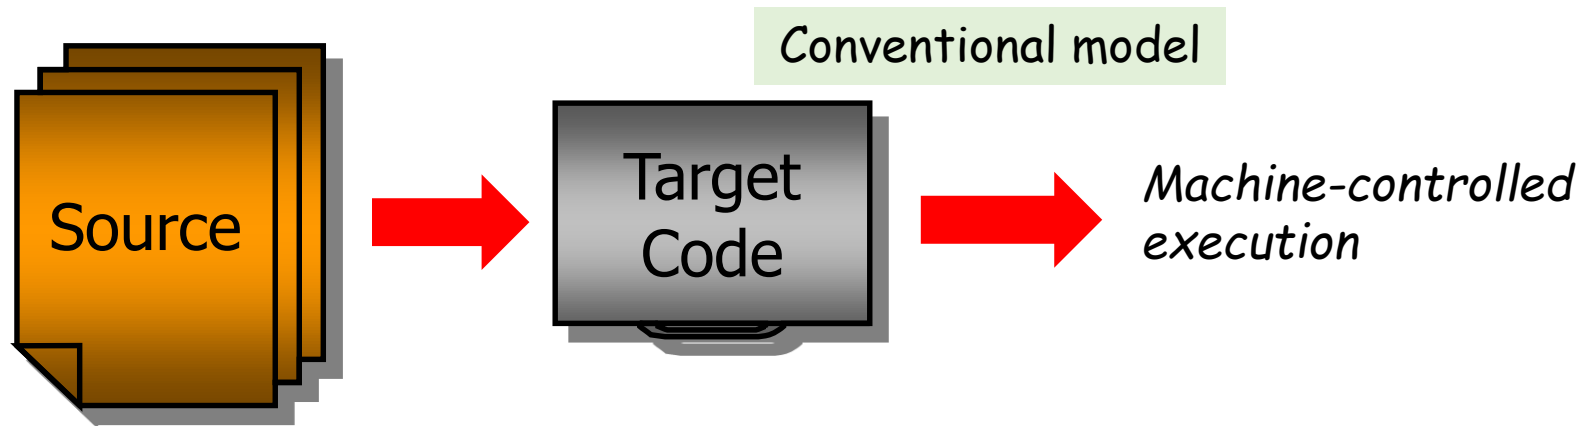 Conventional model
Source
Target
Code
Machine-controlled
execution